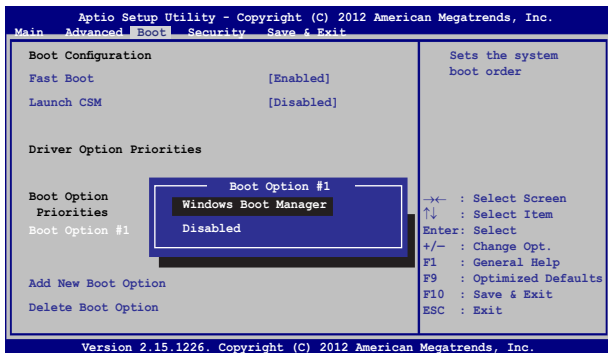 Aptio Setup Utility - Copyright (C) 2012 American Megatrends, Inc.
Main Advanced Boot Security Save & Exit
Boot Configuration
Fast Boot [Enabled]
Launch CSM [Disabled]
Driver Option Priorities
Boot Option
Priorities
Boot Option #1
Add New Boot Option
Delete Boot Option
Boot Option #1
Windows Boot Manager
Disabled
Sets the system
boot order
→← : Select Screen
↑↓ : Select Item
Enter: Select
+/— : Change Opt.
F1 : General Help
F9 : Optimized Defaults
F10 : Save & Exit
ESC : Exit
Version 2.15.1226. Copyright (C) 2012 American Megatrends, Inc.